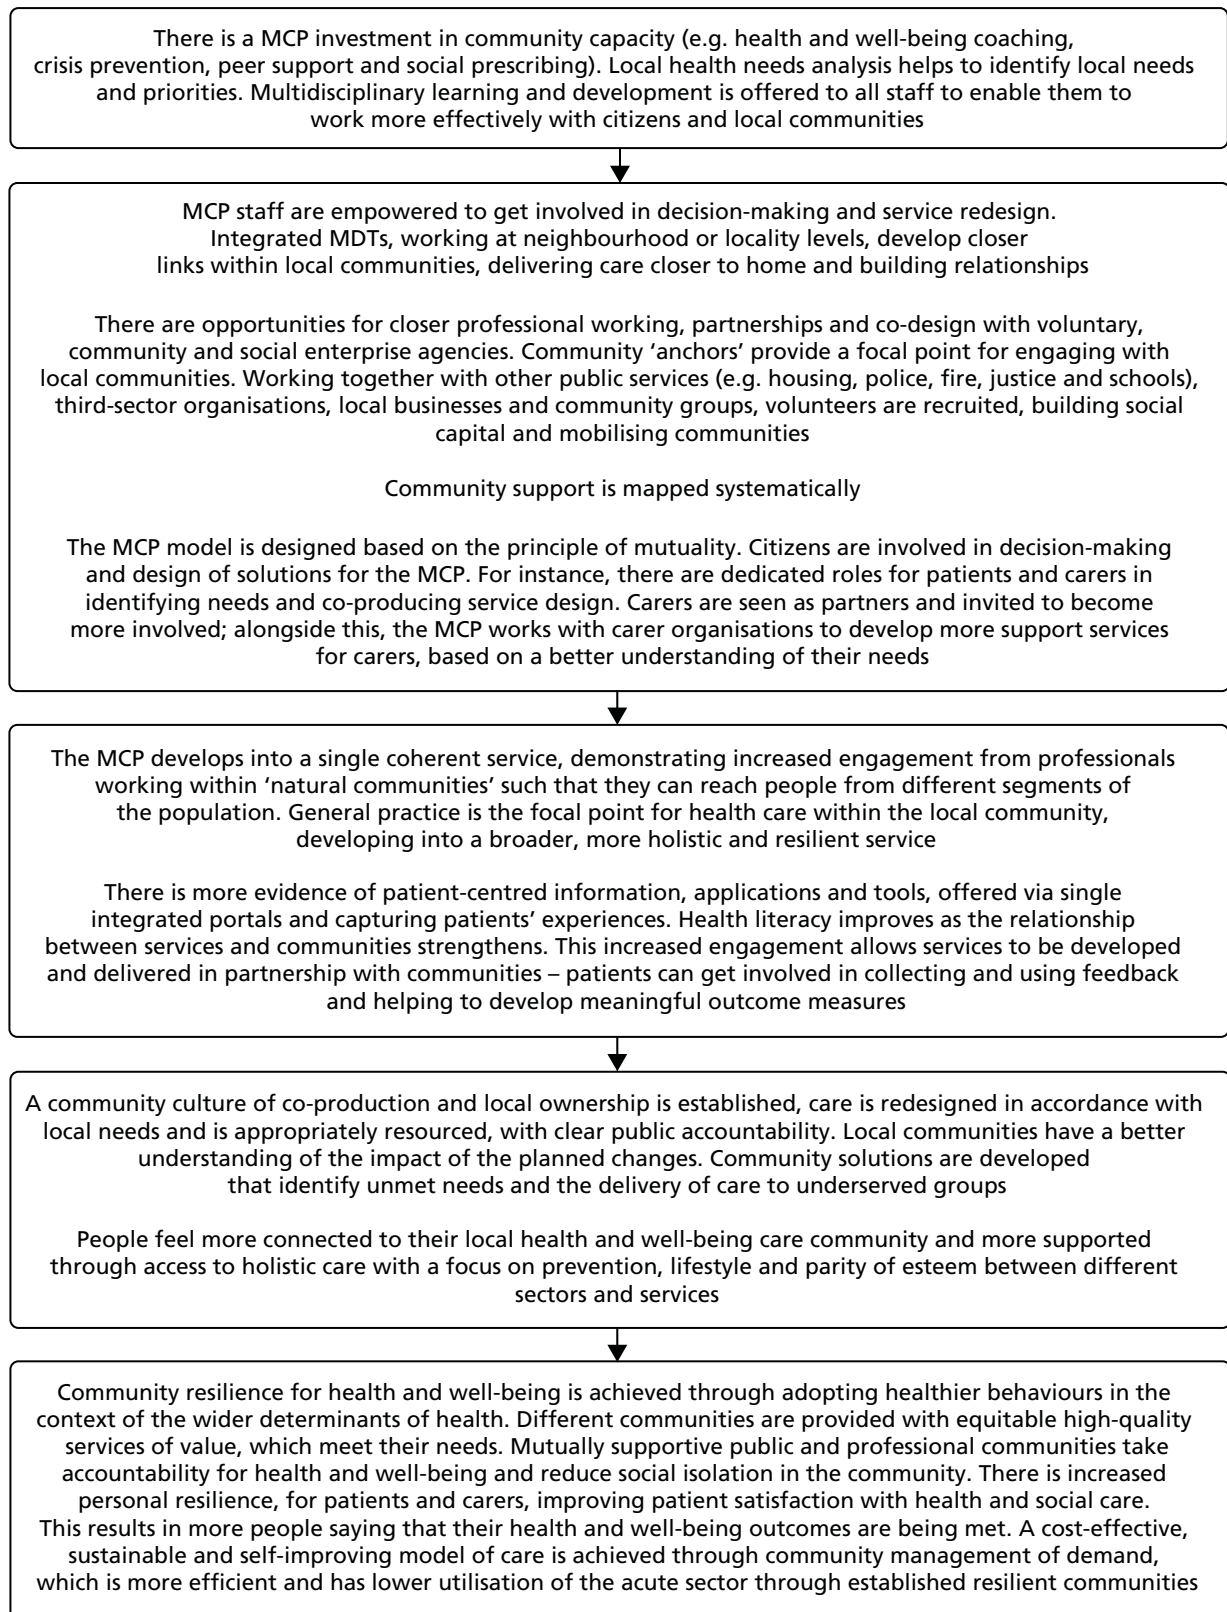 There is a MCP investment in community capacity (e.g. health and well-being coaching,
crisis prevention, peer support and social prescribing). Local health needs analysis helps to identify local needs
and priorities. Multidisciplinary learning and development is offered to all staff to enable them to
work more effectively with citizens and local communities
MCP staff are empowered to get involved in decision-making and service redesign.
Integrated MDTs, working at neighbourhood or locality levels, develop closer
links within local communities, delivering care closer to home and building relationships
There are opportunities for closer professional working, partnerships and co-design with voluntary,
community and social enterprise agencies. Community ‘anchors’ provide a focal point for engaging with
local communities. Working together with other public services (e.g. housing, police, fire, justice and schools),
third-sector organisations, local businesses and community groups, volunteers are recruited, building social
capital and mobilising communities
Community support is mapped systematically
The MCP model is designed based on the principle of mutuality. Citizens are involved in decision-making
and design of solutions for the MCP. For instance, there are dedicated roles for patients and carers in
identifying needs and co-producing service design. Carers are seen as partners and invited to become
more involved; alongside this, the MCP works with carer organisations to develop more support services
for carers, based on a better understanding of their needs
The MCP develops into a single coherent service, demonstrating increased engagement from professionals
working within ‘natural communities’ such that they can reach people from different segments of
the population. General practice is the focal point for health care within the local community,
developing into a broader, more holistic and resilient service
There is more evidence of patient-centred information, applications and tools, offered via single
integrated portals and capturing patients’ experiences. Health literacy improves as the relationship
between services and communities strengthens. This increased engagement allows services to be developed
and delivered in partnership with communities – patients can get involved in collecting and using feedback
and helping to develop meaningful outcome measures
A community culture of co-production and local ownership is established, care is redesigned in accordance with
local needs and is appropriately resourced, with clear public accountability. Local communities have a better
understanding of the impact of the planned changes. Community solutions are developed
that identify unmet needs and the delivery of care to underserved groups
People feel more connected to their local health and well-being care community and more supported
through access to holistic care with a focus on prevention, lifestyle and parity of esteem between different
sectors and services
Community resilience for health and well-being is achieved through adopting healthier behaviours in the
context of the wider determinants of health. Different communities are provided with equitable high-quality
services of value, which meet their needs. Mutually supportive public and professional communities take
accountability for health and well-being and reduce social isolation in the community. There is increased
personal resilience, for patients and carers, improving patient satisfaction with health and social care.
This results in more people saying that their health and well-being outcomes are being met. A cost-effective,
sustainable and self-improving model of care is achieved through community management of demand,
which is more efficient and has lower utilisation of the acute sector through established resilient communities